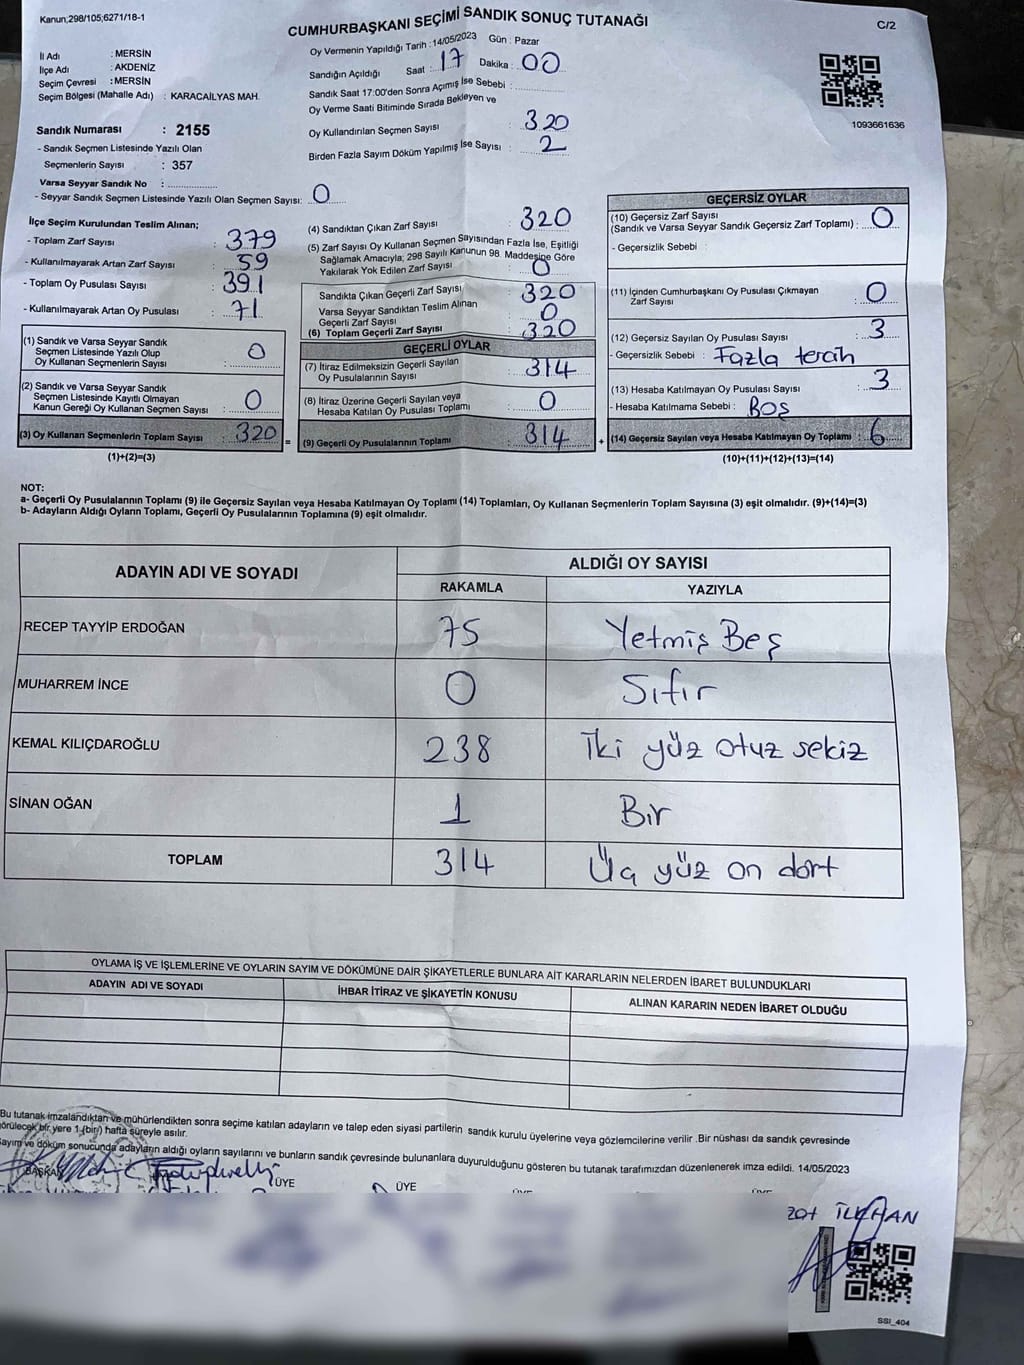 Kanun,298/105;6271/18-1
CUMHURBAŞKANI SEÇİMİ SANDIK SONUÇ TUTANAĞI
C/2
İl Adı : MERSİN
İlçe Adı : AKDENİZ
Seçim Çevresi : MERSİN
Seçim Bölgesi (Mahalle Adı) : KARACAİLYAS MAH.
Oy Vermenin Yapıldığı Tarih : 14/05/2023 Gün : Pazar
Sandığın Açıldığı Saat : 17 Dakika : 00
Sandık Saat 17:00'den Sonra Açımış İse Sebebi :
Oy Verme Saati Bitiminde Sırada Bekleyen ve
Oy Kullandırılan Seçmen Sayısı : 320
Birden Fazla Sayım Döküm Yapılmış İse Sayısı : 2
1093661636
Sandık Numarası : 2155
- Sandık Seçmen Listesinde Yazılı Olan
Seçmenlerin Sayısı : 357
Varsa Seyyar Sandık No :
- Seyyar Sandık Seçmen Listesinde Yazılı Olan Seçmen Sayısı: 0
İlçe Seçim Kurulundan Teslim Alınan;
- Toplam Zarf Sayısı : 379
- Kullanılmayarak Artan Zarf Sayısı : 59
- Toplam Oy Pusulası Sayısı : 391
- Kullanılmayarak Artan Oy Pusulası : 71
(1) Sandık ve Varsa Seyyar Sandık
Seçmen Listesinde Yazılı Olup
Oy Kullanan Seçmenlerin Sayısı : 0
(2) Sandık ve Varsa Seyyar Sandık
Seçmen Listesinde Kayıtlı Olmayan
Kanun Gereği Oy Kullanan Seçmen Sayısı : 0
(3) Oy Kullanan Seçmenlerin Toplam Sayısı : 320 =
(1)+(2)=(3)
(4) Sandıktan Çıkan Zarf Sayısı : 320
(5) Zarf Sayısı Oy Kullanan Seçmen Sayısından Fazla İse, Eşitliği
Sağlamak Amacıyla; 298 Sayılı Kanunun 98. Maddesine Göre
Yakılarak Yok Edilen Zarf Sayısı : 0
Sandıkta Çıkan Geçerli Zarf Sayısı : 320
Varsa Seyyar Sandıktan Teslim Alınan
Geçerli Zarf Sayısı : 0
(6) Toplam Geçerli Zarf Sayısı : 320
GEÇERLİ OYLAR
(7) İtiraz Edilmeksizin Geçerli Sayılan
Oy Pusulalarının Sayısı : 314
(8) İtiraz Üzerine Geçerli Sayılan veya
Hesaba Katılan Oy Pusulası Toplamı : 0
(9) Geçerli Oy Pusulalarının Toplamı : 314 +
GEÇERSİZ OYLAR
(10) Geçersiz Zarf Sayısı
(Sandık ve Varsa Seyyar Sandık Geçersiz Zarf Toplamı) : 0
- Geçersizlik Sebebi :
(11) İçinden Cumhurbaşkanı Oy Pusulası Çıkmayan
Zarf Sayısı : 0
(12) Geçersiz Sayılan Oy Pusulası Sayısı : 3
- Geçersizlik Sebebi : Fazla tercih
(13) Hesaba Katılmayan Oy Pusulası Sayısı : 3
- Hesaba Katılmama Sebebi : Boş
(14) Geçersiz Sayılan veya Hesaba Katılmayan Oy Toplamı : 6
(10)+(11)+(12)+(13)=(14)
NOT:
a- Geçerli Oy Pusulalarının Toplamı (9) ile Geçersiz Sayılan veya Hesaba Katılmayan Oy Toplamı (14) Toplamları, Oy Kullanan Seçmenlerin Toplam Sayısına (3) eşit olmalıdır. (9)+(14)=(3)
b- Adayların Aldığı Oyların Toplamı, Geçerli Oy Pusulalarının Toplamına (9) eşit olmalıdır.
ADAYIN ADI VE SOYADI
ALDIĞI OY SAYISI
RAKAMLA YAZIYLA
RECEP TAYYİP ERDOĞAN 75 Yetmiş Beş
MUHARREM İNCE 0 Sıfır
KEMAL KILIÇDAROĞLU 238 İki yüz otuz sekiz
SİNAN OĞAN 1 Bir
TOPLAM 314 Üç yüz on dört
OYLAMA İŞ VE İŞLEMLERİNE VE OYLARIN SAYIM VE DÖKÜMÜNE DAİR ŞİKAYETLERLE BUNLARA AİT KARARLARIN NELERDEN İBARET BULUNDUKLARI
ADAYIN ADI VE SOYADI İHBAR İTİRAZ VE ŞİKAYETİN KONUSU ALINAN KARARIN NEDEN İBARET OLDUĞU
Bu tutanak imzalandıktan ve mühürlendikten sonra seçime katılan adayların ve talep eden siyasi partilerin sandık kurulu üyelerine veya gözlemcilerine verilir .Bir nüshası da sandık çevresinde
görülecek bir yere 1 (bir) hafta süreyle asılır.
Sayım ve döküm sonucunda adayların aldığı oyların sayılarını ve bunların sandık çevresinde bulunanlara duyurulduğunu gösteren bu tutanak tarafımızdan düzenlenerek imza edildi. 14/05/2023
BAŞKAN ÜYE ÜYE
İLKHAN
SSI_404